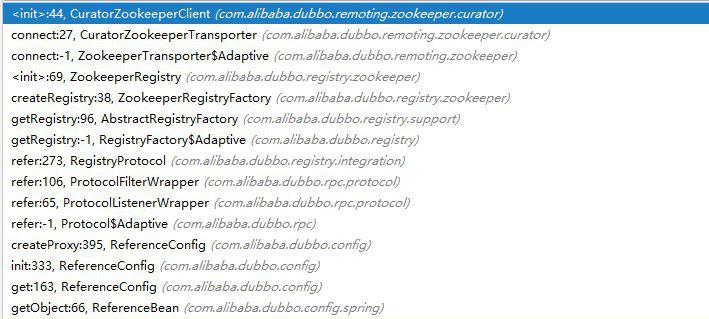 <init>:44, CuratorZookeeperClient (com.alibaba.dubbo.remoting.zookeeper.curator)
connect:27, CuratorZookeeperTransporter (com.alibaba.dubbo.remoting.zookeeper.curator)
connect:-1, ZookeeperTransporter$Adaptive (com.alibaba.dubbo.remoting.zookeeper)
<init>:69, ZookeeperRegistry (com.alibaba.dubbo.registry.zookeeper)
createRegistry:38, ZookeeperRegistryFactory (com.alibaba.dubbo.registry.zookeeper)
getRegistry:96, AbstractRegistryFactory (com.alibaba.dubbo.registry.support)
getRegistry:-1, RegistryFactory$Adaptive (com.alibaba.dubbo.registry)
refer:273, RegistryProtocol (com.alibaba.dubbo.registry.integration)
refer:106, ProtocolFilterWrapper (com.alibaba.dubbo.rpc.protocol)
refer:65, ProtocolListenerWrapper (com.alibaba.dubbo.rpc.protocol)
refer:-1, Protocol$Adaptive (com.alibaba.dubbo.rpc)
createProxy:395, ReferenceConfig (com.alibaba.dubbo.config)
init:333, ReferenceConfig (com.alibaba.dubbo.config)
get:163, ReferenceConfig (com.alibaba.dubbo.config)
getObject:66, ReferenceBean (com.alibaba.dubbo.config.spring)